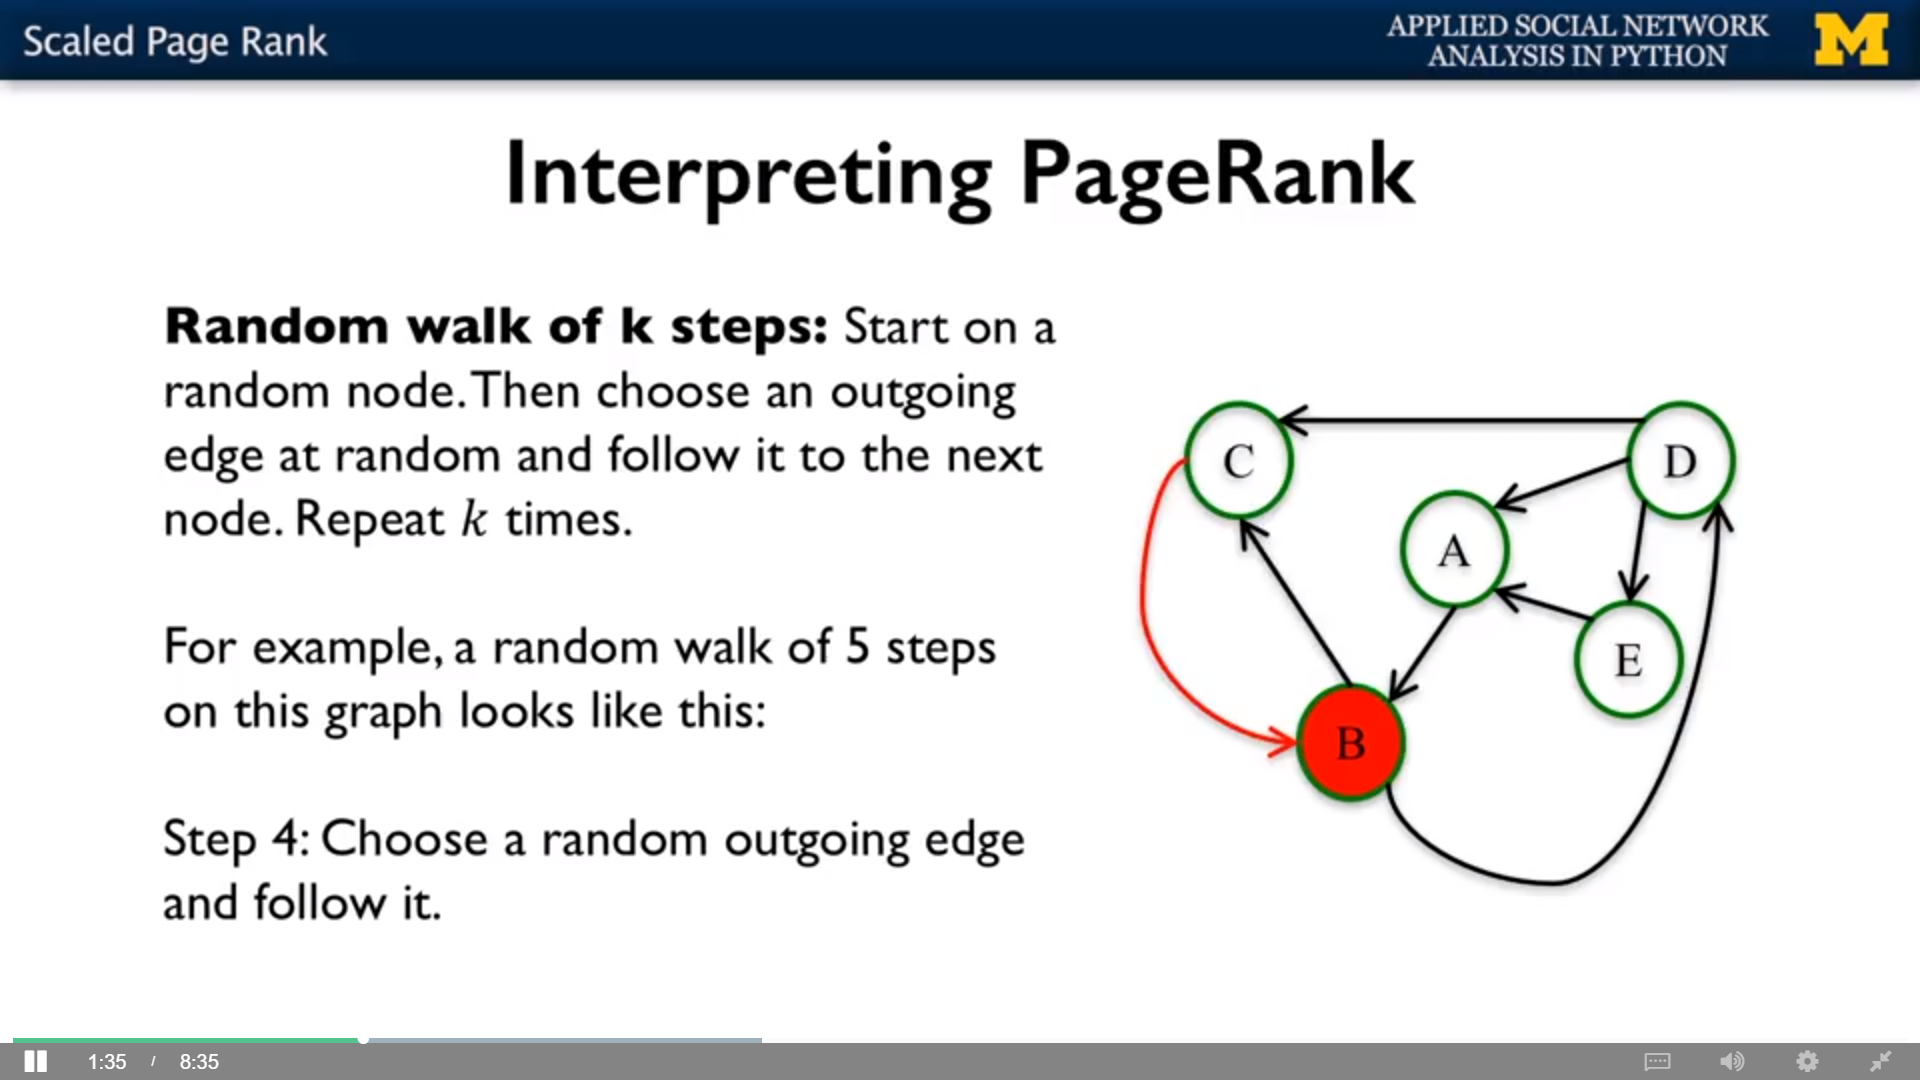 Scaled Page Rank
APPLIED SOCIAL NETWORK
ANALYSIS IN PYTHON
M
Interpreting PageRank
Random walk of k steps: Start on a
random node. Then choose an outgoing
edge at random and follow it to the next
node. Repeat k times.
For example, a random walk of 5 steps
on this graph looks like this:
Step 4: Choose a random outgoing edge
and follow it.
C
D
A
E
B
1:35 / 8:35